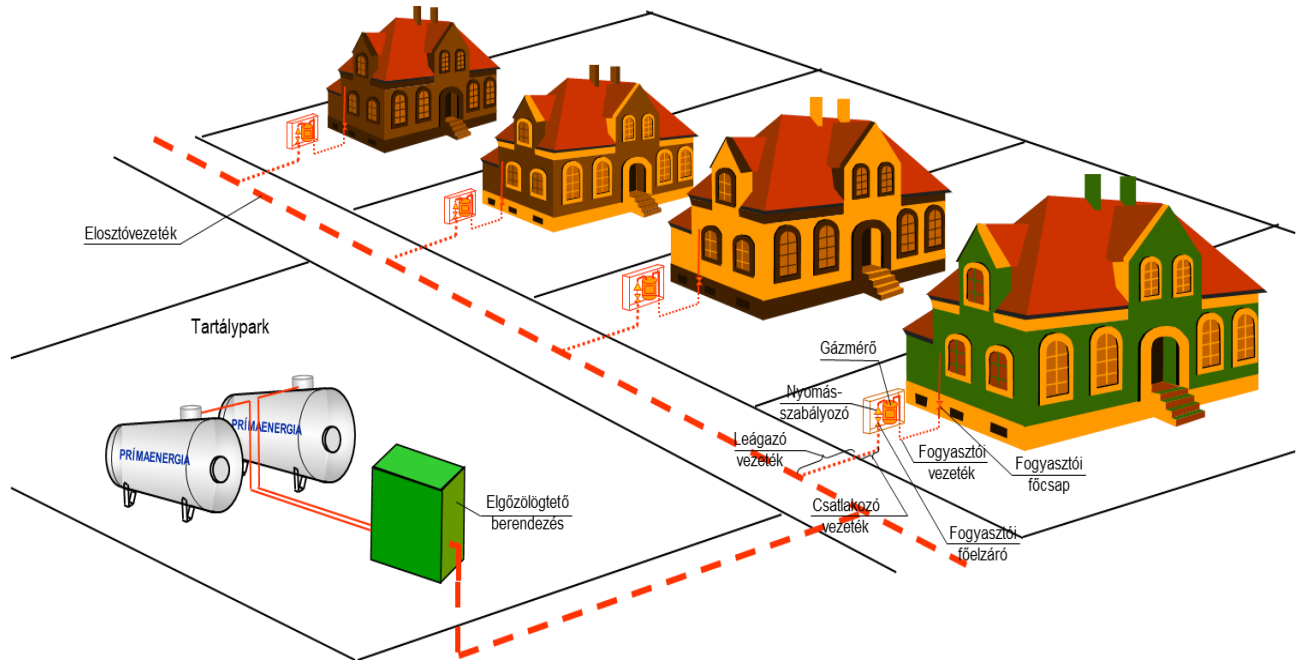 Elosztóvezeték
Tartálypark
PRÍMAENERGIA
PRÍMAENERGIA
Elgőzölögtető
berendezés
Gázmérő
Nyomás-
szabályozó
Leágazó
vezeték
Csatlakozó
vezeték
Fogyasztói
vezeték
Fogyasztói
főcsap
Fogyasztói
főelzáró